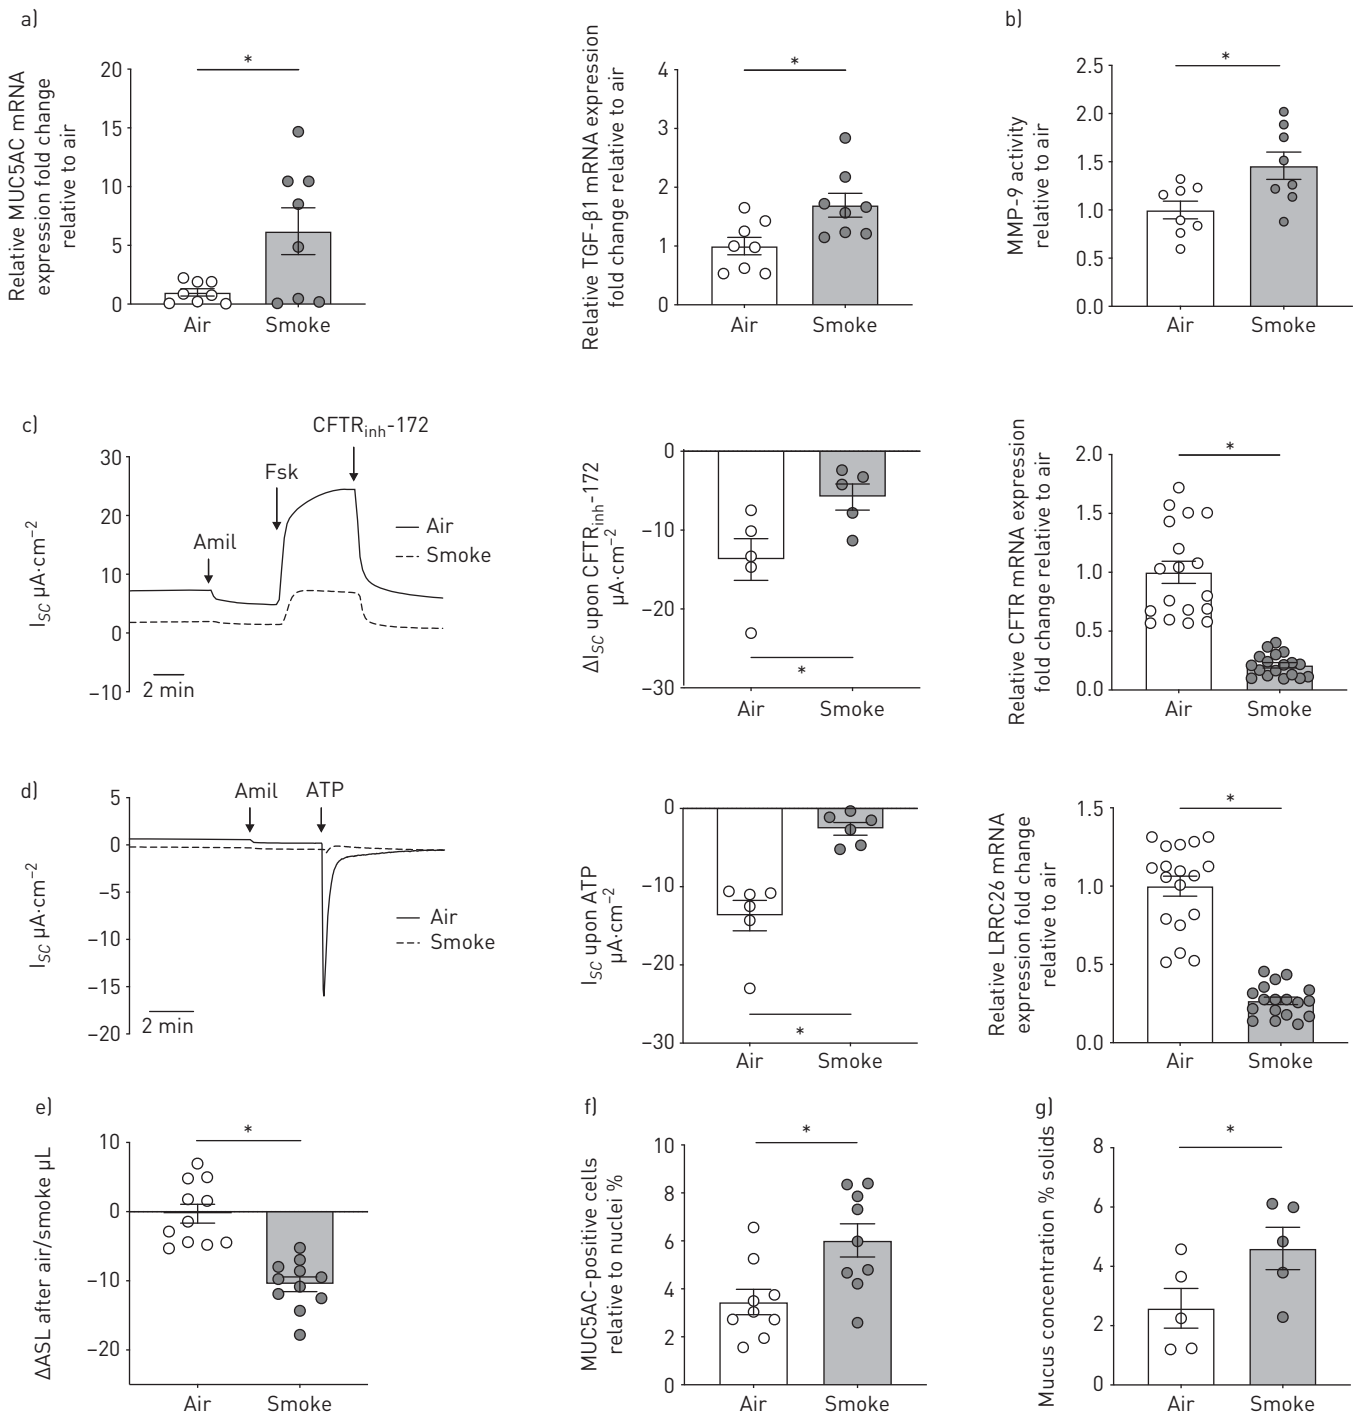 a)
Relative MUC5AC mRNA
expression fold change
relative to air
20
15
10
5
0
*
Air
Smoke
Relative TGF-β1 mRNA expression
fold change relative to air
4
3
2
1
0
*
Air
Smoke
b)
MMP-9 activity
relative to air
2.5
2.0
1.5
1.0
0.5
0.0
*
Air
Smoke
c)
I_SC μA·cm⁻²
30
20
10
0
−10
Amil
Fsk
CFTR_inh-172
Air
Smoke
2 min
ΔI_SC upon CFTR_inh-172
μA·cm⁻²
0
−10
−20
−30
*
Air
Smoke
Relative CFTR mRNA expression
fold change relative to air
2.0
1.5
1.0
0.5
0.0
*
Air
Smoke
d)
I_SC μA·cm⁻²
5
0
−5
−10
−15
−20
Amil
ATP
Air
Smoke
2 min
I_SC upon ATP
μA·cm⁻²
0
−10
−20
−30
*
Air
Smoke
Relative LRRC26 mRNA
expression fold change
relative to air
1.5
1.0
0.5
0.0
*
Air
Smoke
e)
ΔASL after air/smoke μL
10
0
−10
−20
*
Air
Smoke
f)
MUC5AC-positive cells
relative to nuclei %
10
8
6
4
2
0
*
Air
Smoke
g)
Mucus concentration % solids
8
6
4
2
0
*
Air
Smoke